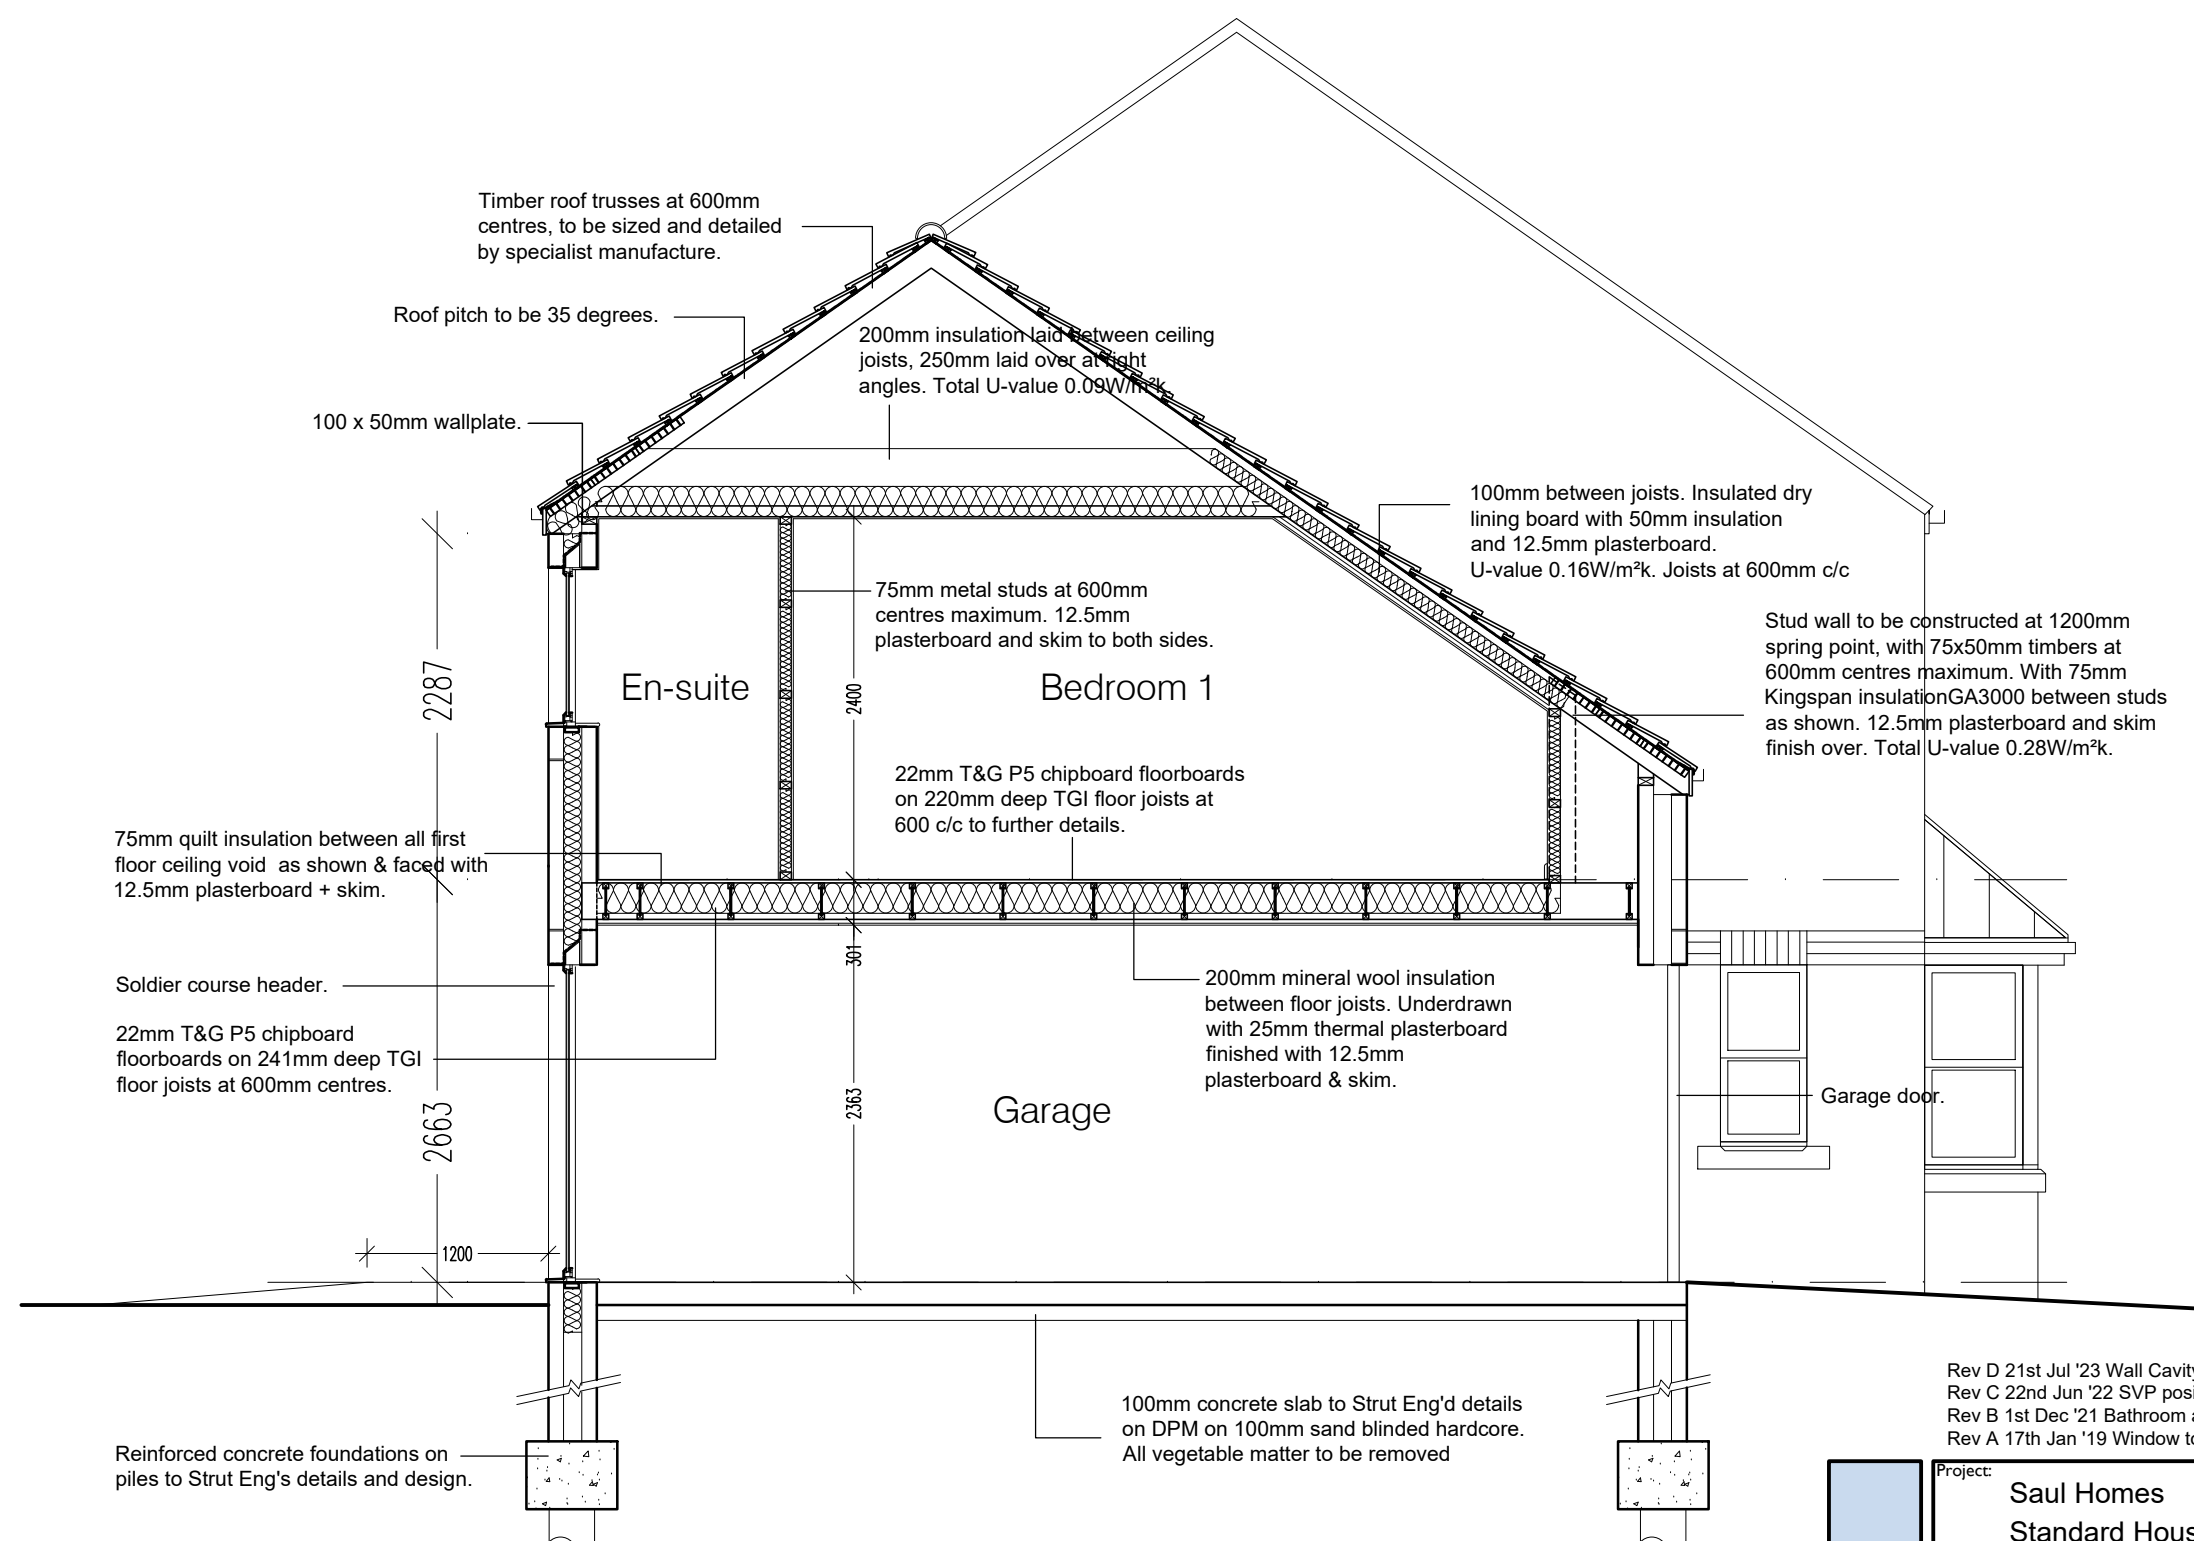 Timber roof trusses at 600mm
centres, to be sized and detailed
by specialist manufacture.
Roof pitch to be 35 degrees.
200mm insulation laid between ceiling
joists, 250mm laid over at right
angles. Total U-value 0.09W/m²k.
100 x 50mm wallplate.
100mm between joists. Insulated dry
lining board with 50mm insulation
and 12.5mm plasterboard.
U-value 0.16W/m²k. Joists at 600mm c/c
75mm metal studs at 600mm
centres maximum. 12.5mm
plasterboard and skim to both sides.
Stud wall to be constructed at 1200mm
spring point, with 75x50mm timbers at
600mm centres maximum. With 75mm
Kingspan insulationGA3000 between studs
as shown. 12.5mm plasterboard and skim
finish over. Total U-value 0.28W/m²k.
2287
En-suite
2400
Bedroom 1
22mm T&G P5 chipboard floorboards
on 220mm deep TGI floor joists at
600 c/c to further details.
75mm quilt insulation between all first
floor ceiling void as shown & faced with
12.5mm plasterboard + skim.
301
Soldier course header.
200mm mineral wool insulation
between floor joists. Underdrawn
with 25mm thermal plasterboard
finished with 12.5mm
plasterboard & skim.
22mm T&G P5 chipboard
floorboards on 241mm deep TGI
floor joists at 600mm centres.
2663
2363
Garage
Garage door.
1200
100mm concrete slab to Strut Eng'd details
on DPM on 100mm sand blinded hardcore.
All vegetable matter to be removed
Reinforced concrete foundations on
piles to Strut Eng's details and design.
Rev D 21st Jul '23 Wall Cavity
Rev C 22nd Jun '22 SVP posi
Rev B 1st Dec '21 Bathroom a
Rev A 17th Jan '19 Window to
Project:
Saul Homes
Standard Hous